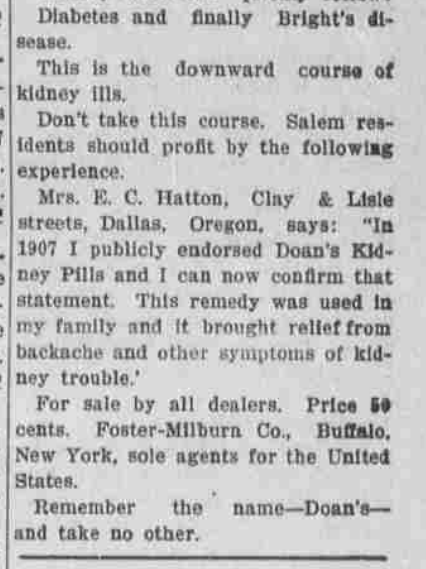 Diabetes and finally Bright's di-
sease.
This is the downward course of
kidney ills.
Don't take this course. Salem res-
idents should profit by the following
experience.
Mrs. E. C. Hatton, Clay & Lisle
streets, Dallas, Oregon, says: "In
1907 I publicly endorsed Doan's Kid-
ney Pills and I can now confirm that
statement. This remedy was used in
my family and it brought relief from
backache and other symptoms of kid-
ney trouble.'
For sale by all dealers. Price 50
cents. Foster-Milburn Co., Buffalo,
New York, sole agents for the United
States.
Remember the name—Doan's—
and take no other.